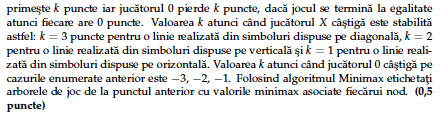 primește k puncte iar jucătorul 0 pierde k puncte, dacă jocul se termină la egalitate
atunci fiecare are 0 puncte. Valoarea k atunci când jucătorul X câștigă este stabilită
astfel: k = 3 puncte pentru o linie realizată din simboluri dispuse pe diagonală, k = 2
pentru o linie realizată din simboluri dispuse pe verticală și k = 1 pentru o linie reali-
zată din simboluri dispuse pe orizontală. Valoarea k atunci când jucătorul 0 câștigă pe
cazurile enumerate anterior este −3, −2, −1. Folosind algoritmul Minimax etichetați
arborele de joc de la punctul anterior cu valorile minimax asociate fiecărui nod. (0,5
puncte)